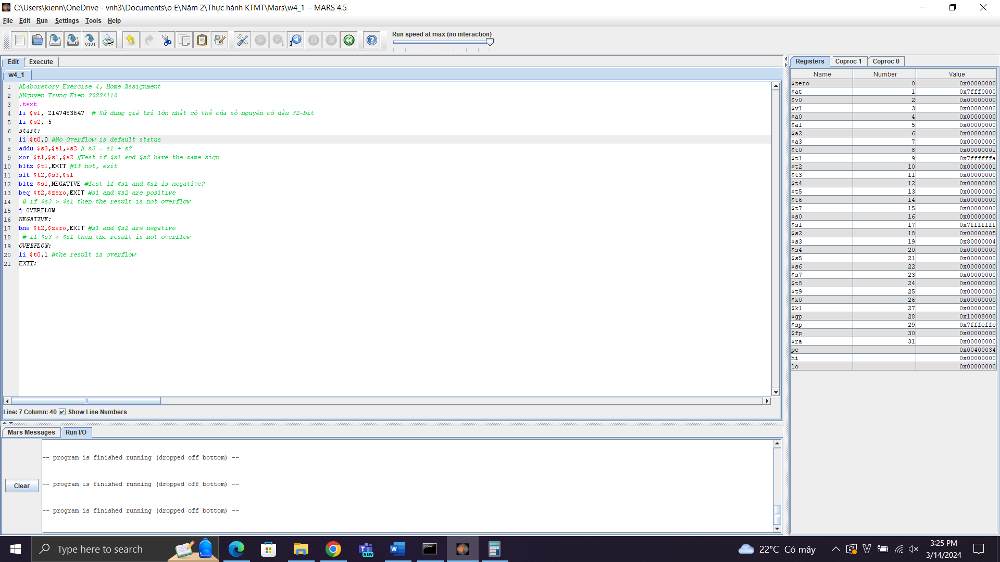 C:\Users\kienn\OneDrive - vnh3\Documents\o E\Năm 2\Thực hành KTMT\Mars\w4_1 - MARS 4.5
File Edit Run Settings Tools Help
Run speed at max (no interaction)
Edit Execute
w4_1
1 #Laboratory Exercise 4, Home Assignment
2 #Nguyen Trung Kien 20226110
3 .text
4 li $s1, 2147483647 # Sử dụng giá trị lớn nhất có thể của số nguyên có dấu 32-bit
5 li $s2, 5
6 start:
7 li $t0,0 #No Overflow is default status
8 addu $s3,$s1,$s2 # s3 = s1 + s2
9 xor $t1,$s1,$s2 #Test if $s1 and $s2 have the same sign
10 bltz $t1,EXIT #If not, exit
11 slt $t2,$s3,$s1
12 bltz $s1,NEGATIVE #Test if $s1 and $s2 is negative?
13 beq $t2,$zero,EXIT #s1 and $s2 are positive
14 # if $s3 > $s1 then the result is not overflow
15 j OVERFLOW
16 NEGATIVE:
17 bne $t2,$zero,EXIT #s1 and $s2 are negative
18 # if $s3 < $s1 then the result is not overflow
19 OVERFLOW:
20 li $t0,1 #the result is overflow
21 EXIT:
Line: 7 Column: 40 Show Line Numbers
Mars Messages Run I/O
-- program is finished running (dropped off bottom) --
-- program is finished running (dropped off bottom) --
-- program is finished running (dropped off bottom) --
Clear
Registers Coproc 1 Coproc 0
Name Number Value
$zero 0 0x00000000
$at 1 0x7fff0000
$v0 2 0x00000000
$v1 3 0x00000000
$a0 4 0x00000000
$a1 5 0x00000000
$a2 6 0x00000000
$a3 7 0x00000000
$t0 8 0x00000001
$t1 9 0x7ffffffa
$t2 10 0x00000001
$t3 11 0x00000000
$t4 12 0x00000000
$t5 13 0x00000000
$t6 14 0x00000000
$t7 15 0x00000000
$s0 16 0x00000000
$s1 17 0x7fffffff
$s2 18 0x00000005
$s3 19 0x80000004
$s4 20 0x00000000
$s5 21 0x00000000
$s6 22 0x00000000
$s7 23 0x00000000
$t8 24 0x00000000
$t9 25 0x00000000
$k0 26 0x00000000
$k1 27 0x00000000
$gp 28 0x10008000
$sp 29 0x7fffeffc
$fp 30 0x00000000
$ra 31 0x00000000
pc 0x00400034
hi 0x00000000
lo 0x00000000
Type here to search
NEW
22°C Có mây
3:25 PM
3/14/2024